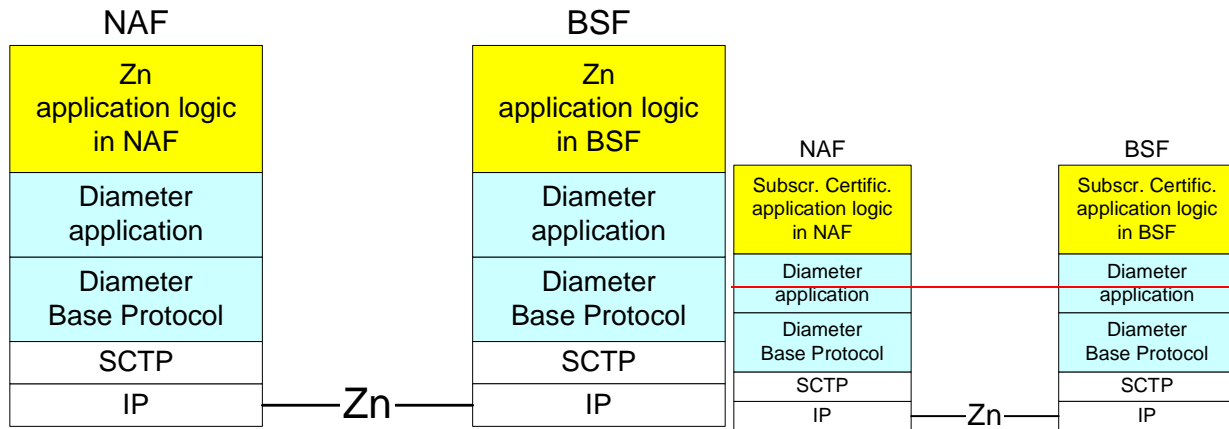 NAF
Zn
application logic
in NAF
Diameter
application
Diameter
Base Protocol
SCTP
IP
Zn
BSF
Zn
application logic
in BSF
Diameter
application
Diameter
Base Protocol
SCTP
IP
NAF
Subscr. Certific.
application logic
in NAF
Diameter
application
Diameter
Base Protocol
SCTP
IP
Zn
BSF
Subscr. Certific.
application logic
in BSF
Diameter
application
Diameter
Base Protocol
SCTP
IP